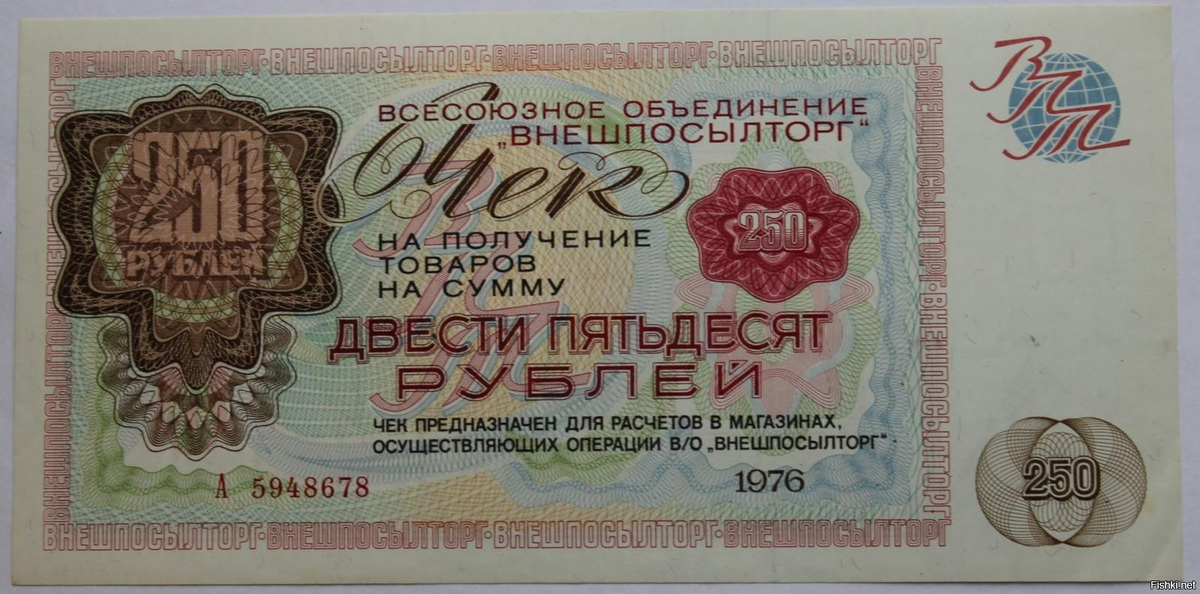 ВНЕШПОСЫЛТОРГ·ВНЕШПОСЫЛТОРГ·ВНЕШПОСЫЛТОРГ·ВНЕШПОСЫЛТОРГ
ВПТ
ВСЕСОЮЗНОЕ ОБЪЕДИНЕНИЕ
„ВНЕШПОСЫЛТОРГ“
Чек
250
РУБЛЕЙ
250
НА ПОЛУЧЕНИЕ
ТОВАРОВ
НА СУММУ
ДВЕСТИ ПЯТЬДЕСЯТ
РУБЛЕЙ
ЧЕК ПРЕДНАЗНАЧЕН ДЛЯ РАСЧЕТОВ В МАГАЗИНАХ,
ОСУЩЕСТВЛЯЮЩИХ ОПЕРАЦИИ В/О „ВНЕШПОСЫЛТОРГ“
А 5948678
1976
250
ВНЕШПОСЫЛТОРГ·ВНЕШПОСЫЛТОРГ·ВНЕШПОСЫЛТОРГ·ВНЕШПОСЫЛТОРГ
Fishki.net